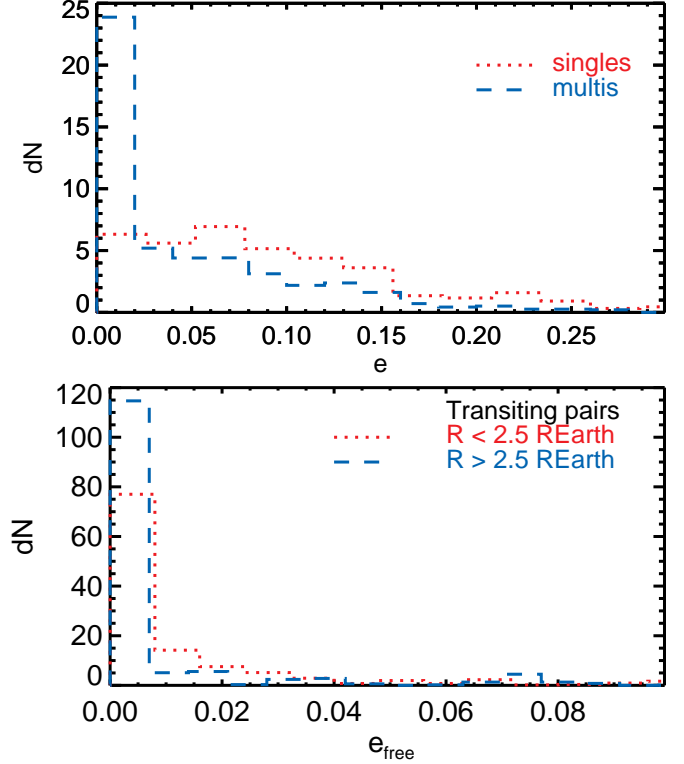 25
20
15
10
5
0
dN
singles
multis
0.00 0.05 0.10 0.15 0.20 0.25
e
120
100
80
60
40
20
0
dN
Transiting pairs
R < 2.5 REarth
R > 2.5 REarth
0.00 0.02 0.04 0.06 0.08
e_free